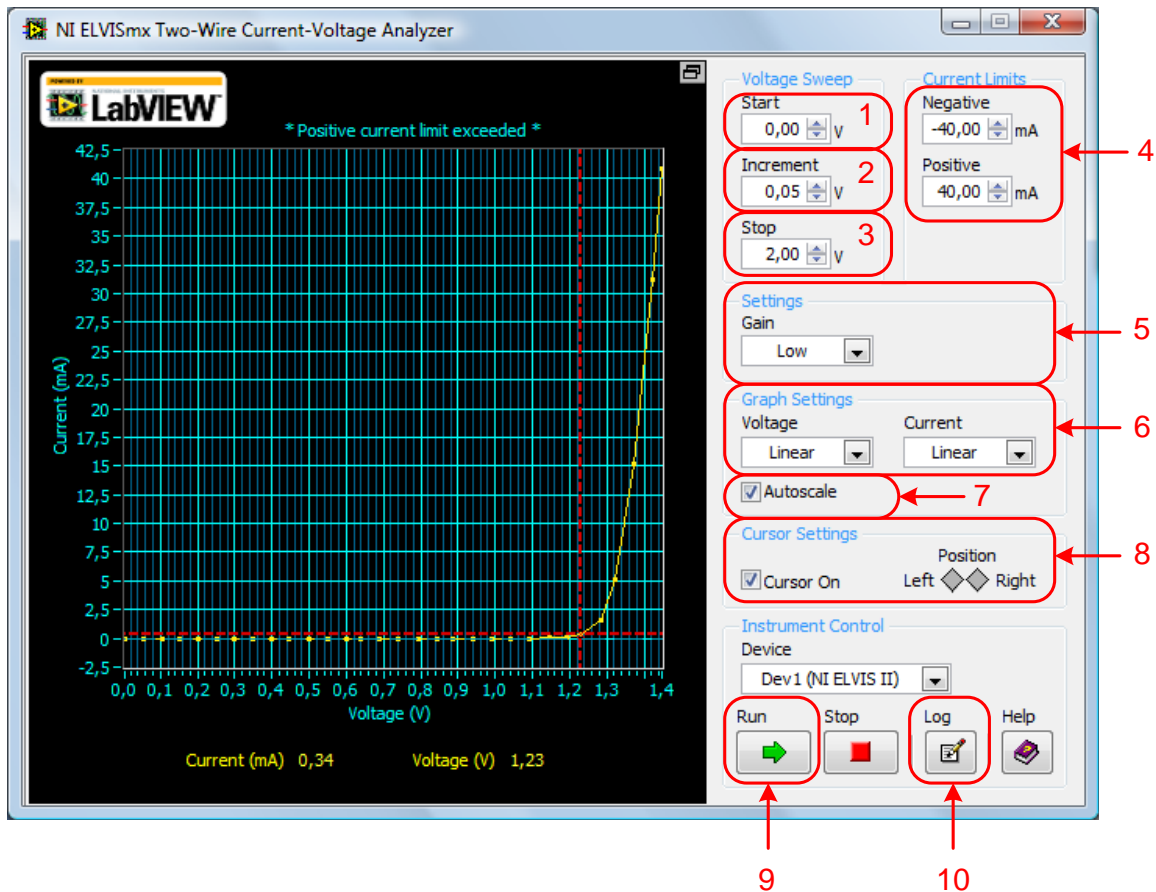 NI ELVISmx Two-Wire Current-Voltage Analyzer
POWERED BY
NATIONAL INSTRUMENTS
LabVIEW
* Positive current limit exceeded *
42,5
40
37,5
35
32,5
30
27,5
25
22,5
20
17,5
15
12,5
10
7,5
5
2,5
0
-2,5
Current (mA)
0,0 0,1 0,2 0,3 0,4 0,5 0,6 0,7 0,8 0,9 1,0 1,1 1,2 1,3 1,4
Voltage (V)
Current (mA) 0,34 Voltage (V) 1,23
Voltage Sweep
Start
0,00 V 1
Increment
0,05 V 2
Stop
2,00 V 3
Current Limits
Negative
-40,00 mA
Positive
40,00 mA
4
Settings
Gain
Low
5
Graph Settings
Voltage Current
Linear Linear
6
Autoscale
7
Cursor Settings
Position
Cursor On Left Right
8
Instrument Control
Device
Dev1 (NI ELVIS II)
Run Stop Log Help
9 10